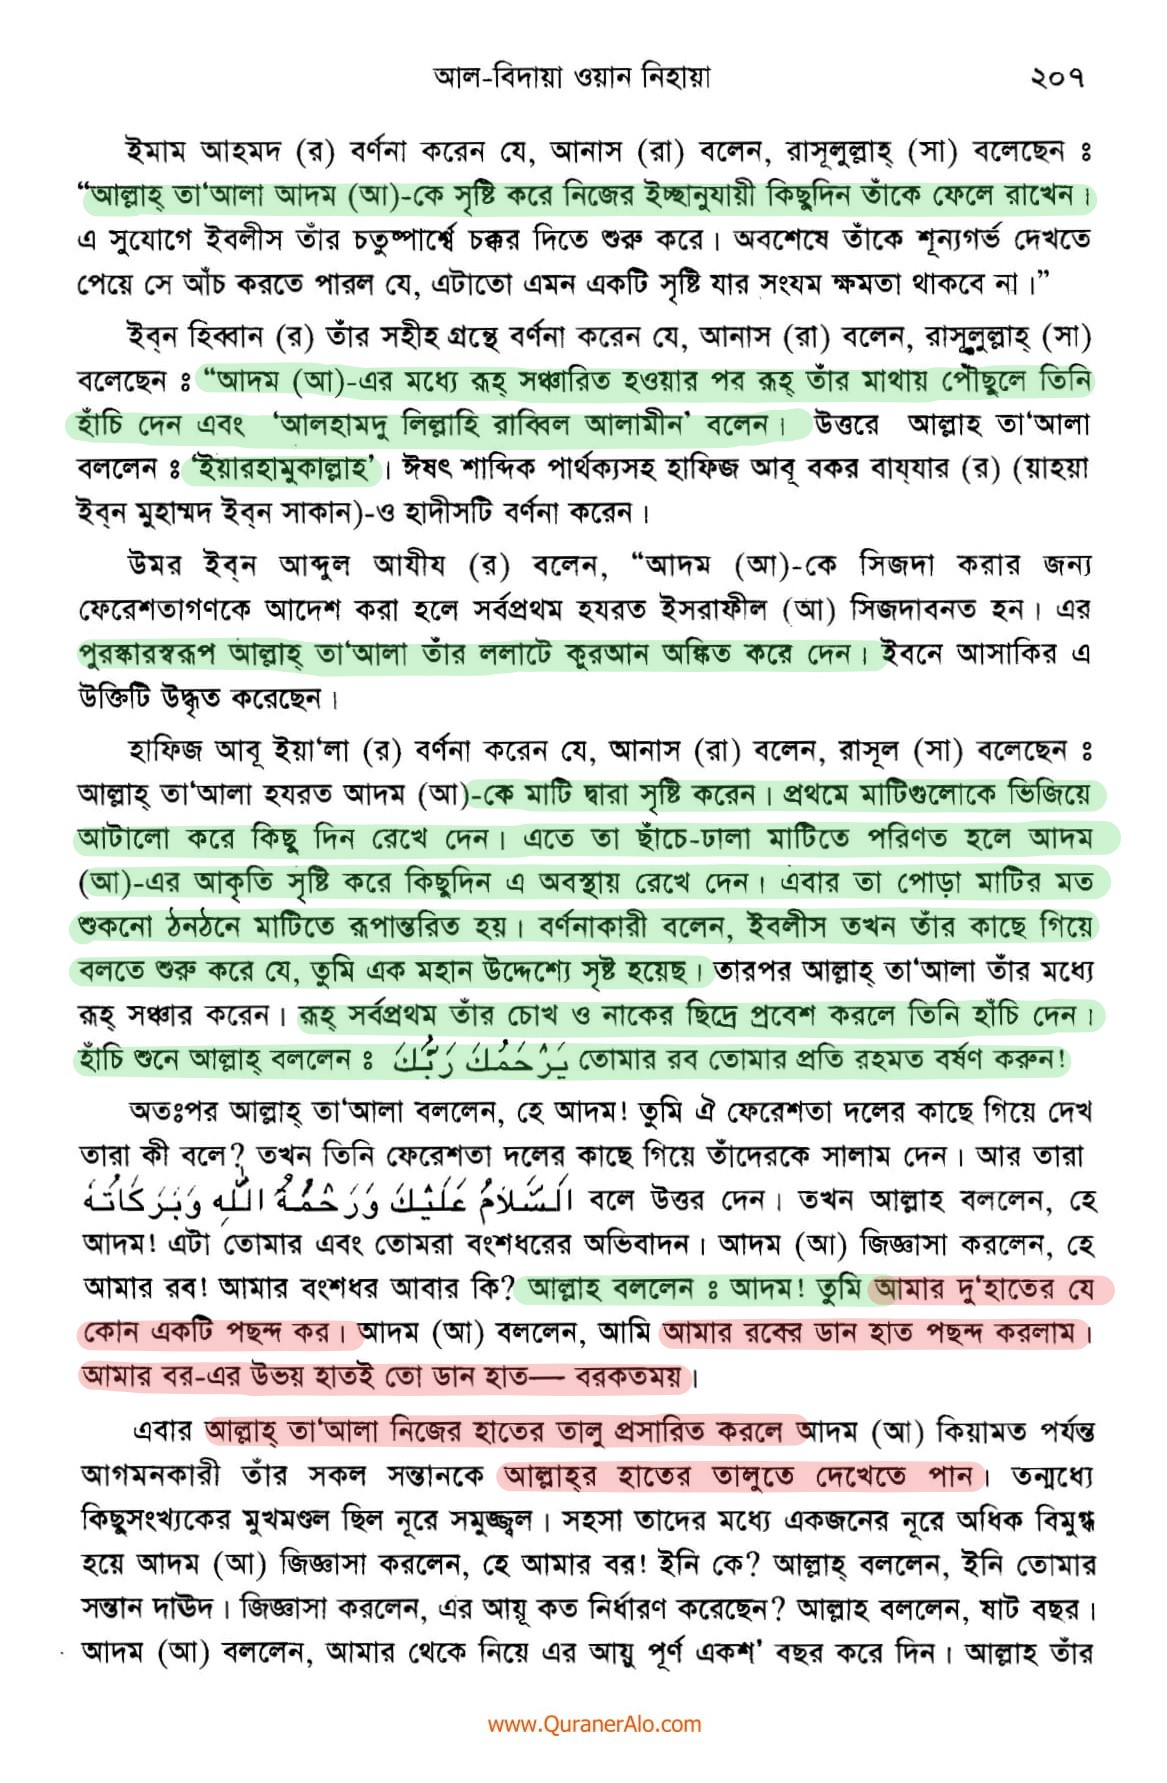 আল-বিদায়া ওয়ান নিহায়া ২০৭
ইমাম আহমদ (র) বর্ণনা করেন যে, আনাস (রা) বলেন, রাসূলুল্লাহ্ (সা) বলেছেন ঃ
“আল্লাহ্ তা‘আলা আদম (আ)-কে সৃষ্টি করে নিজের ইচ্ছানুযায়ী কিছুদিন তাঁকে ফেলে রাখেন।
এ সুযোগে ইবলীস তাঁর চতুষ্পার্শ্বে চক্কর দিতে শুরু করে। অবশেষে তাঁকে শূন্যগর্ভ দেখতে
পেয়ে সে আঁচ করতে পারল যে, এটাতো এমন একটি সৃষ্টি যার সংযম ক্ষমতা থাকবে না।”
ইব্‌ন হিব্বান (র) তাঁর সহীহ গ্রন্থে বর্ণনা করেন যে, আনাস (রা) বলেন, রাসূলুল্লাহ্ (সা)
বলেছেন ঃ “আদম (আ)-এর মধ্যে রূহ্ সঞ্চারিত হওয়ার পর রূহ্ তাঁর মাথায় পৌঁছুলে তিনি
হাঁচি দেন এবং ‘আলহামদু লিল্লাহি রাব্বিল আলামীন’ বলেন। উত্তরে আল্লাহ্ তা‘আলা
বললেন ঃ ‘ইয়ারহামুকাল্লাহ’। ঈষৎ শাব্দিক পার্থক্যসহ হাফিজ আবূ বকর বায্‌যার (র) (য়াহয়া
ইব্‌ন মুহাম্মদ ইব্‌ন সাকান)-ও হাদীসটি বর্ণনা করেন।
উমর ইব্‌ন আব্দুল আযীয (র) বলেন, “আদম (আ)-কে সিজদা করার জন্য
ফেরেশতাগণকে আদেশ করা হলে সর্বপ্রথম হযরত ইসরাফীল (আ) সিজদাবনত হন। এর
পুরস্কারস্বরূপ আল্লাহ্ তা‘আলা তাঁর ললাটে কুরআন অঙ্কিত করে দেন। ইবনে আসাকির এ
উক্তিটি উদ্ধৃত করেছেন।
হাফিজ আবূ ইয়া‘লা (র) বর্ণনা করেন যে, আনাস (রা) বলেন, রাসূল (সা) বলেছেন ঃ
আল্লাহ্ তা‘আলা হযরত আদম (আ)-কে মাটি দ্বারা সৃষ্টি করেন। প্রথমে মাটিগুলোকে ভিজিয়ে
আটালো করে কিছু দিন রেখে দেন। এতে তা ছাঁচে-ঢালা মাটিতে পরিণত হলে আদম
(আ)-এর আকৃতি সৃষ্টি করে কিছুদিন এ অবস্থায় রেখে দেন। এবার তা পোড়া মাটির মত
শুকনো ঠনঠনে মাটিতে রূপান্তরিত হয়। বর্ণনাকারী বলেন, ইবলীস তখন তাঁর কাছে গিয়ে
বলতে শুরু করে যে, তুমি এক মহান উদ্দেশ্যে সৃষ্ট হয়েছ। তারপর আল্লাহ্ তা‘আলা তাঁর মধ্যে
রূহ্ সঞ্চার করেন। রূহ্ সর্বপ্রথম তাঁর চোখ ও নাকের ছিদ্রে প্রবেশ করলে তিনি হাঁচি দেন।
হাঁচি শুনে আল্লাহ্ বললেন ঃ يَرْحَمُكَ رَبُّكَ তোমার রব তোমার প্রতি রহমত বর্ষণ করুন!
অতঃপর আল্লাহ্ তা‘আলা বললেন, হে আদম! তুমি ঐ ফেরেশতা দলের কাছে গিয়ে দেখ
তারা কী বলে? তখন তিনি ফেরেশতা দলের কাছে গিয়ে তাঁদেরকে সালাম দেন। আর তারা
اَلسَّلَامُ عَلَيْكَ وَرَحْمَةُ اللّٰهِ وَبَرَكَاتُهٗ বলে উত্তর দেন। তখন আল্লাহ বললেন, হে
আদম! এটা তোমার এবং তোমরা বংশধরের অভিবাদন। আদম (আ) জিজ্ঞাসা করলেন, হে
আমার রব! আমার বংশধর আবার কি? আল্লাহ বললেন ঃ আদম! তুমি আমার দু‘হাতের যে
কোন একটি পছন্দ কর। আদম (আ) বললেন, আমি আমার রবের ডান হাত পছন্দ করলাম।
আমার বর-এর উভয় হাতই তো ডান হাত— বরকতময়।
এবার আল্লাহ্ তা‘আলা নিজের হাতের তালু প্রসারিত করলে আদম (আ) কিয়ামত পর্যন্ত
আগমনকারী তাঁর সকল সন্তানকে আল্লাহ্‌র হাতের তালুতে দেখেতে পান। তন্মধ্যে
কিছুসংখ্যকের মুখমণ্ডল ছিল নূরে সমুজ্জ্বল। সহসা তাদের মধ্যে একজনের নূরে অধিক বিমুগ্ধ
হয়ে আদম (আ) জিজ্ঞাসা করলেন, হে আমার বর! ইনি কে? আল্লাহ্ বললেন, ইনি তোমার
সন্তান দাঊদ। জিজ্ঞাসা করলেন, এর আয়ূ কত নির্ধারণ করেছেন? আল্লাহ বললেন, ষাট বছর।
আদম (আ) বললেন, আমার থেকে নিয়ে এর আয়ু পূর্ণ একশ’ বছর করে দিন। আল্লাহ তাঁর
www.QuranerAlo.com